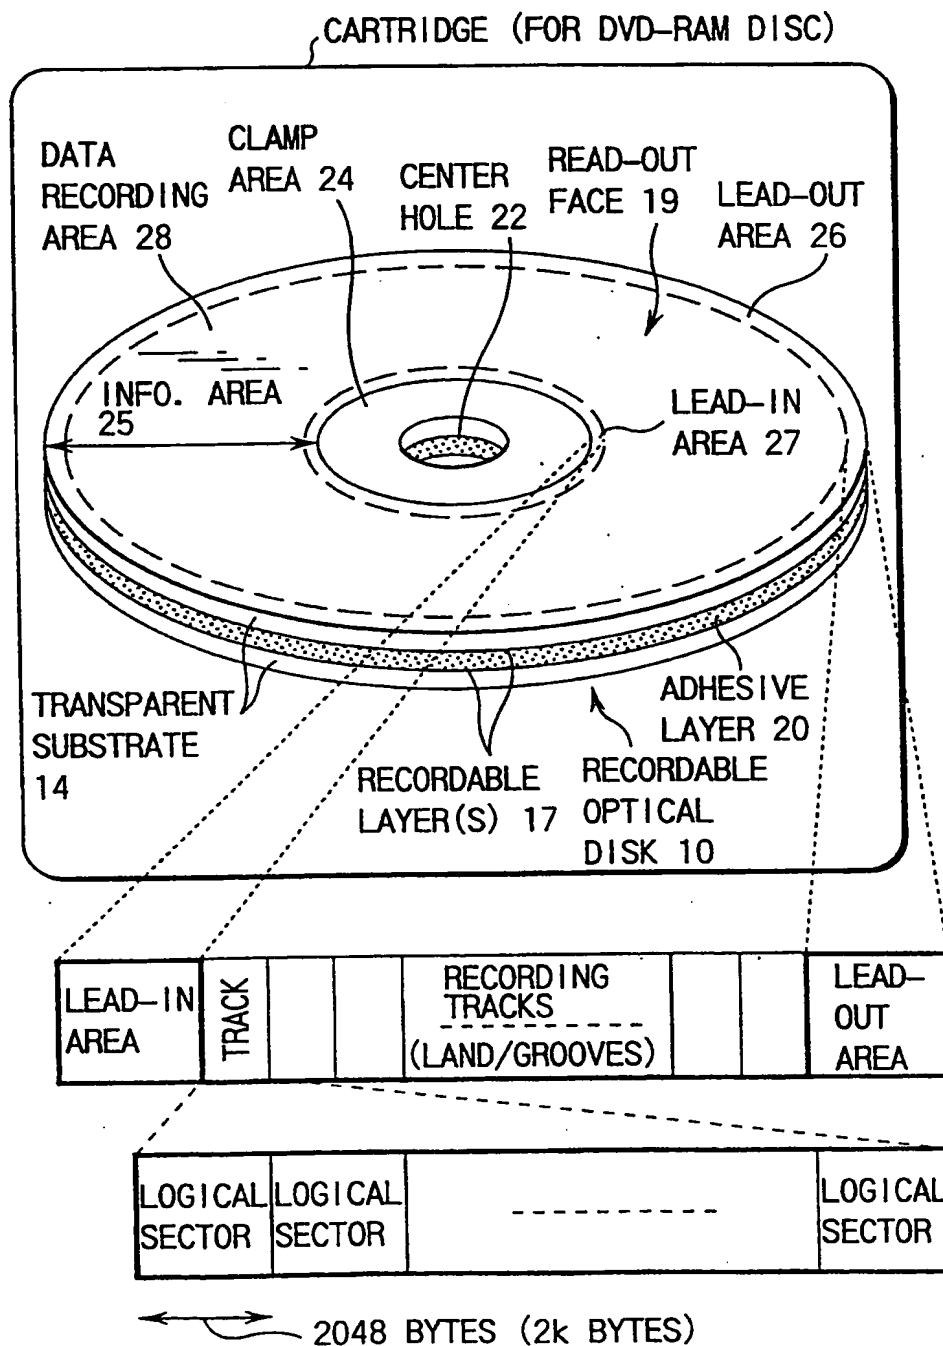 CARTRIDGE (FOR DVD-RAM DISC)
DATA
RECORDING
AREA 28
CLAMP
AREA 24
CENTER
HOLE 22
READ-OUT
FACE 19
LEAD-OUT
AREA 26
INFO. AREA
25
LEAD-IN
AREA 27
TRANSPARENT
SUBSTRATE
14
RECORDABLE
LAYER(S) 17
ADHESIVE
LAYER 20
RECORDABLE
OPTICAL
DISK 10
LEAD-IN
AREA
TRACK
RECORDING
TRACKS
(LAND/GROOVES)
LEAD-
OUT
AREA
LOGICAL
SECTOR
LOGICAL
SECTOR
LOGICAL
SECTOR
2048 BYTES (2k BYTES)